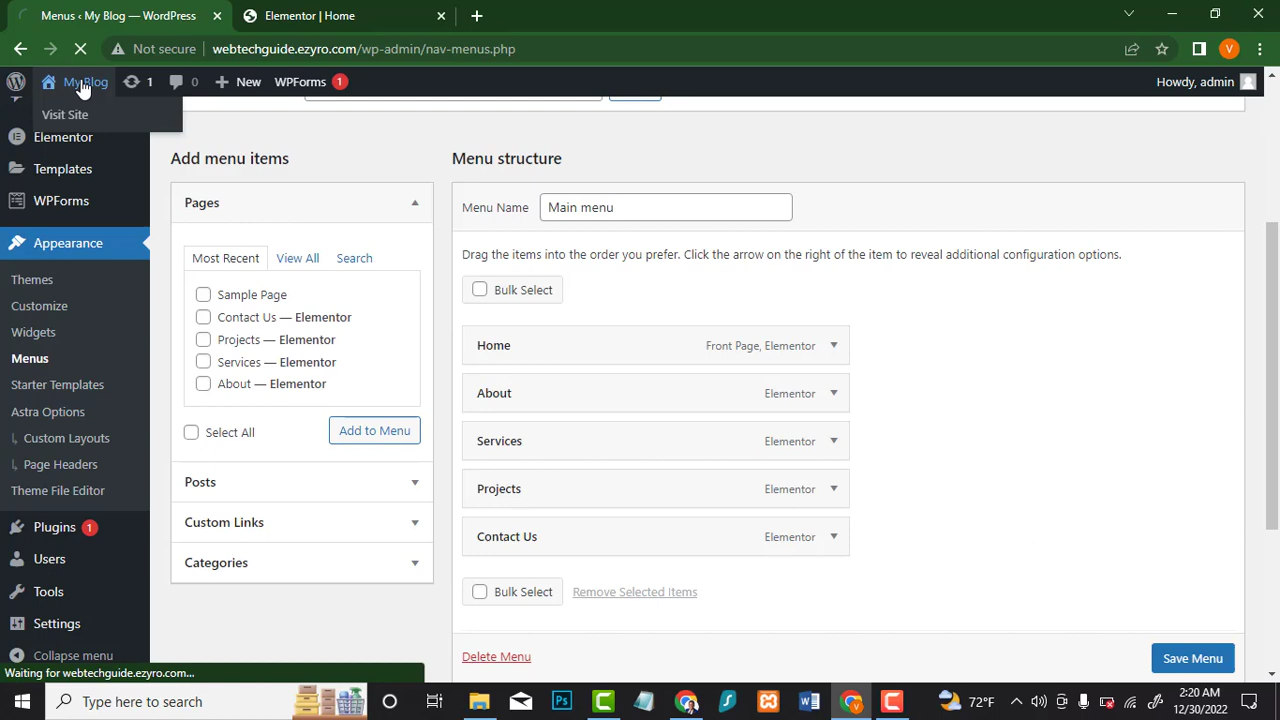 Menus ‹ My Blog — WordPress
Elementor | Home
Not secure
webtechguide.ezyro.com/wp-admin/nav-menus.php
V
My Blog
1
0
New
WPForms 1
Howdy, admin
Visit Site
Elementor
Templates
WPForms
Appearance
Themes
Customize
Widgets
Menus
Starter Templates
Astra Options
Custom Layouts
Page Headers
Theme File Editor
Plugins 1
Users
Tools
Settings
Collapse menu
Add menu items
Pages
Most Recent
View All
Search
Sample Page
Contact Us — Elementor
Projects — Elementor
Services — Elementor
About — Elementor
Select All
Add to Menu
Posts
Custom Links
Categories
Menu structure
Menu Name
Main menu
Drag the items into the order you prefer. Click the arrow on the right of the item to reveal additional configuration options.
Bulk Select
Home
Front Page, Elementor
About
Elementor
Services
Elementor
Projects
Elementor
Contact Us
Elementor
Bulk Select
Remove Selected Items
Delete Menu
Save Menu
Waiting for webtechguide.ezyro.com...
Type here to search
Ps
72°F
2:20 AM
12/30/2022